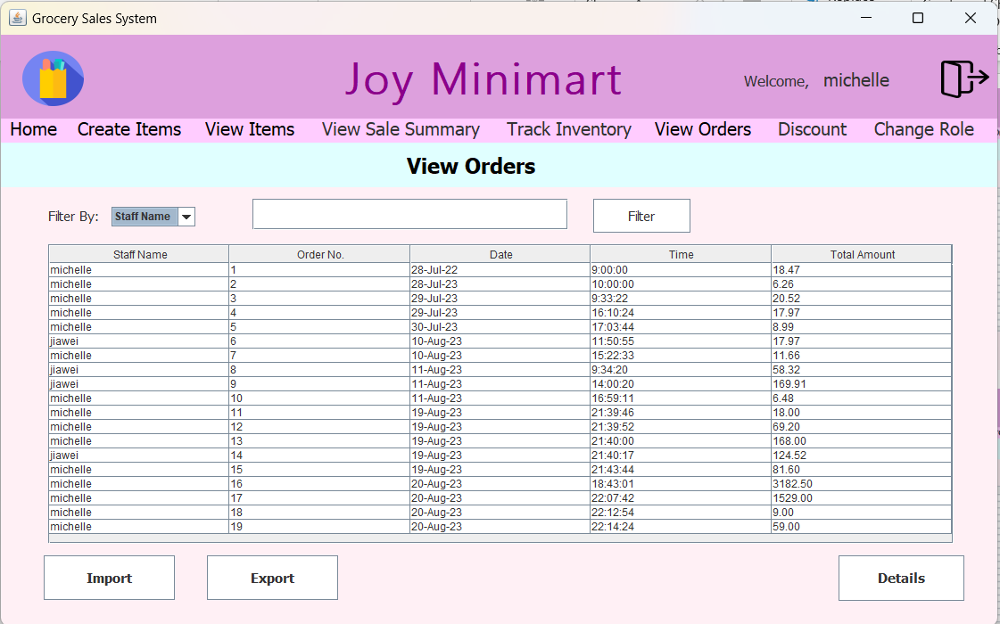 Grocery Sales System
Joy Minimart
Welcome, michelle
Home Create Items View Items View Sale Summary Track Inventory View Orders Discount Change Role
View Orders
Filter By: Staff Name Filter
Staff Name Order No. Date Time Total Amount
michelle 1 28-Jul-22 9:00:00 18.47
michelle 2 28-Jul-23 10:00:00 6.26
michelle 3 29-Jul-23 9:33:22 20.52
michelle 4 29-Jul-23 16:10:24 17.97
michelle 5 30-Jul-23 17:03:44 8.99
jiawei 6 10-Aug-23 11:50:55 17.97
michelle 7 10-Aug-23 15:22:33 11.66
jiawei 8 11-Aug-23 9:34:20 58.32
jiawei 9 11-Aug-23 14:00:20 169.91
michelle 10 11-Aug-23 16:59:11 6.48
michelle 11 19-Aug-23 21:39:46 18.00
michelle 12 19-Aug-23 21:39:52 69.20
michelle 13 19-Aug-23 21:40:00 168.00
jiawei 14 19-Aug-23 21:40:17 124.52
michelle 15 19-Aug-23 21:43:44 81.60
michelle 16 20-Aug-23 18:43:01 3182.50
michelle 17 20-Aug-23 22:07:42 1529.00
michelle 18 20-Aug-23 22:12:54 9.00
michelle 19 20-Aug-23 22:14:24 59.00
Import Export Details